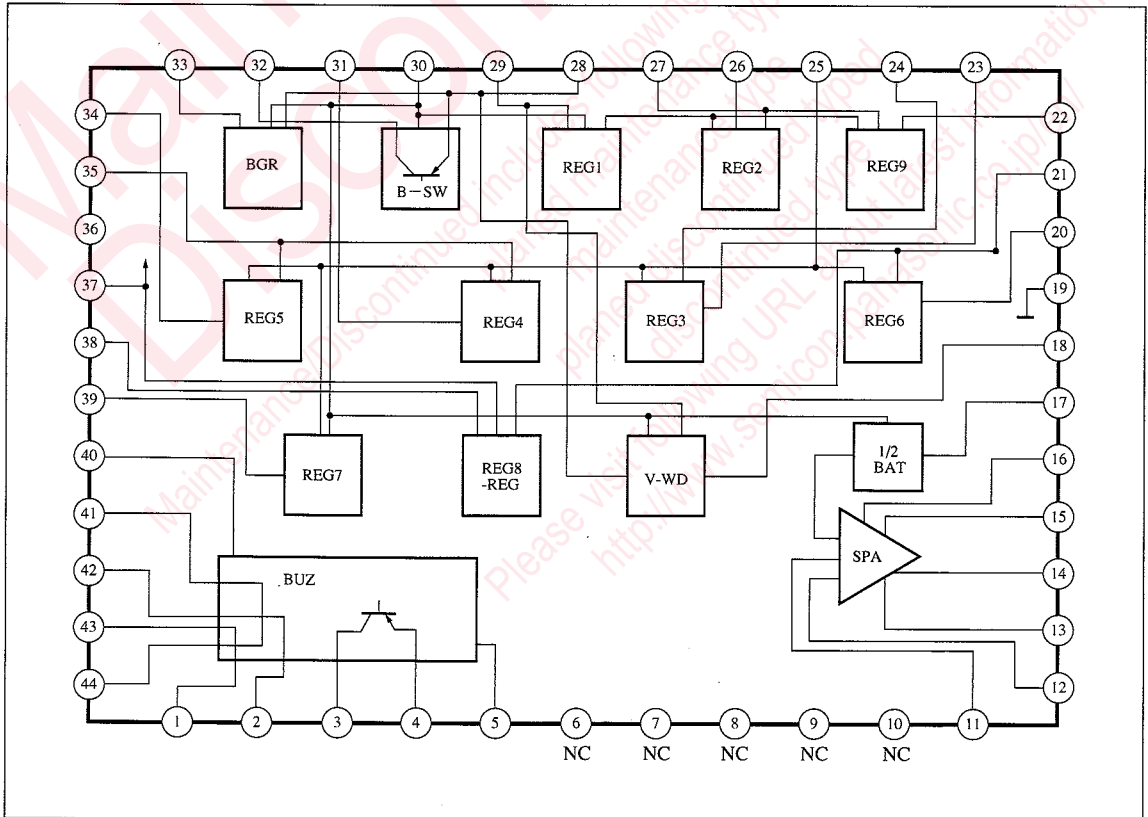 33 32 31 30 29 28 27 26 25 24 23
34
22
BGR
B-SW
REG1
REG2
REG9
35
21
36
20
37
REG5
REG4
REG3
REG6
19
38
18
39
17
REG7
REG8
-REG
V-WD
1/2
BAT
40
16
41
15
BUZ
SPA
42
14
43
13
44
12
1 2 3 4 5 6 7 8 9 10 11
NC NC NC NC NC
Maintenance/Discontinued includes following
planed maintenance type
maintenance type
planed discontinued typed
discontinued type
Please visit following URL about latest information
http://www.semicon.panasonic.co.jp/en/